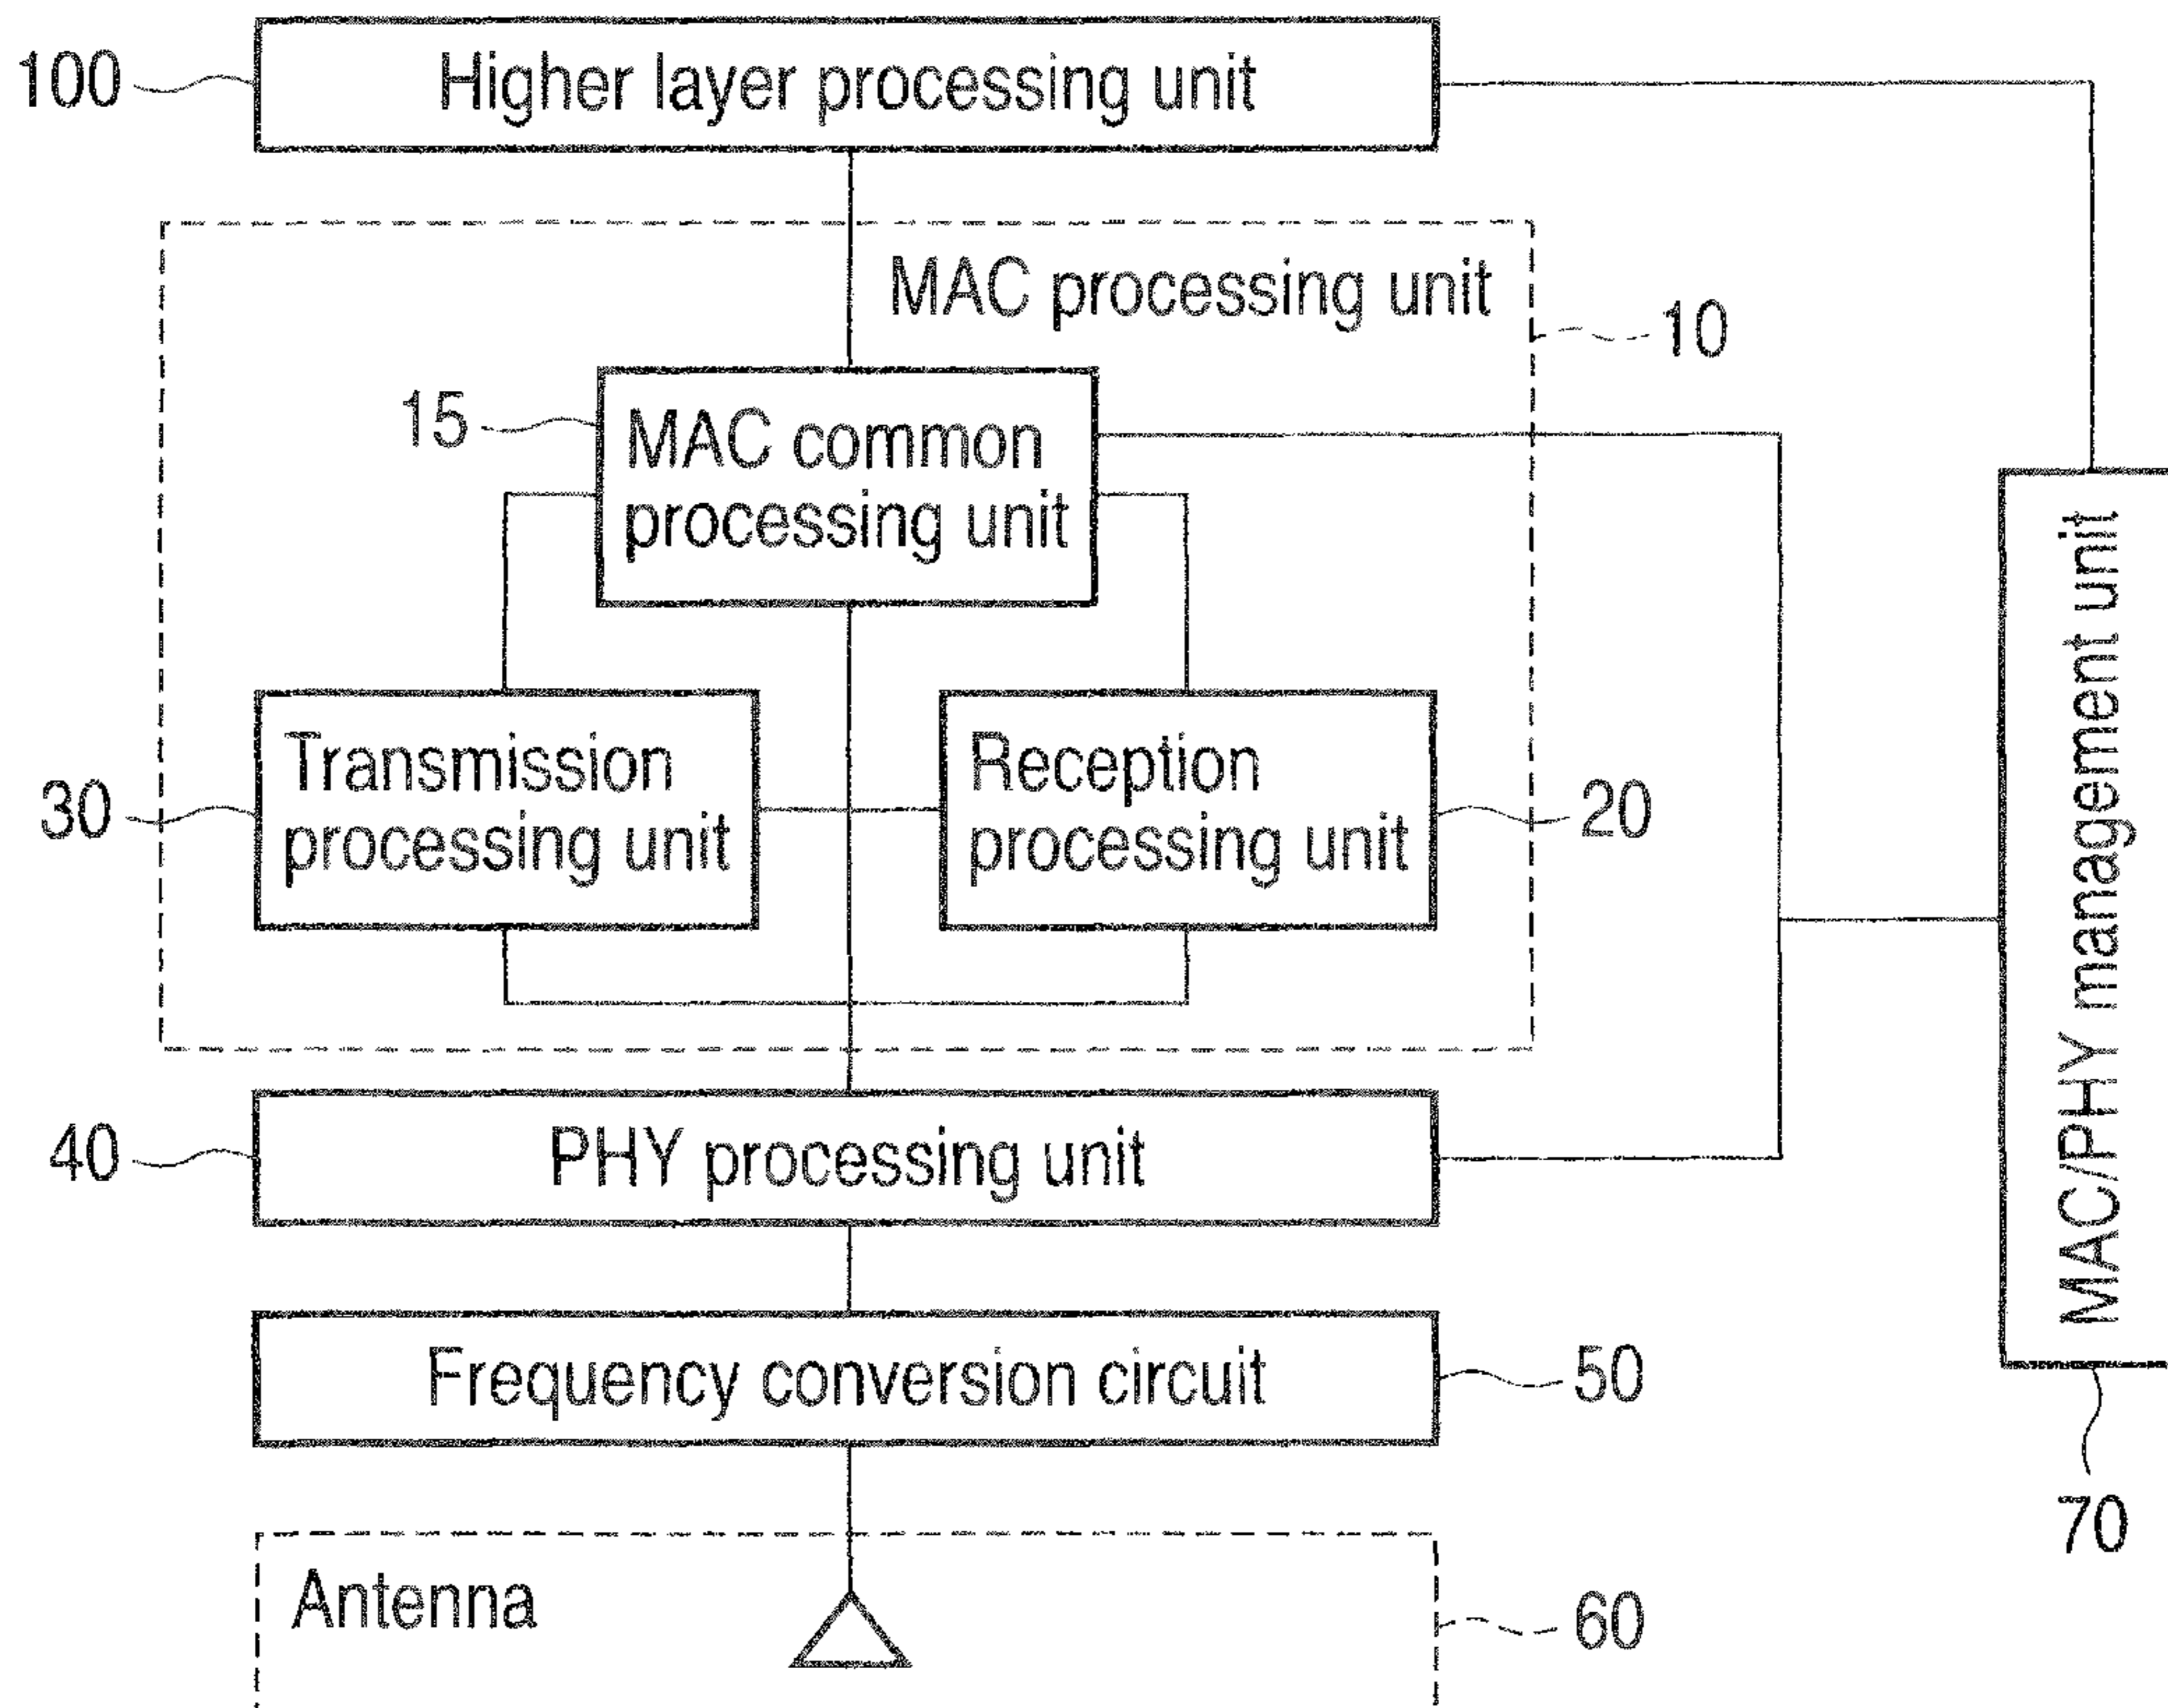 100
Higher layer processing unit
MAC processing unit
10
15
MAC common
processing unit
30
Transmission
processing unit
Reception
processing unit
20
MAC/PHY management unit
70
40
PHY processing unit
Frequency conversion circuit
50
Antenna
60